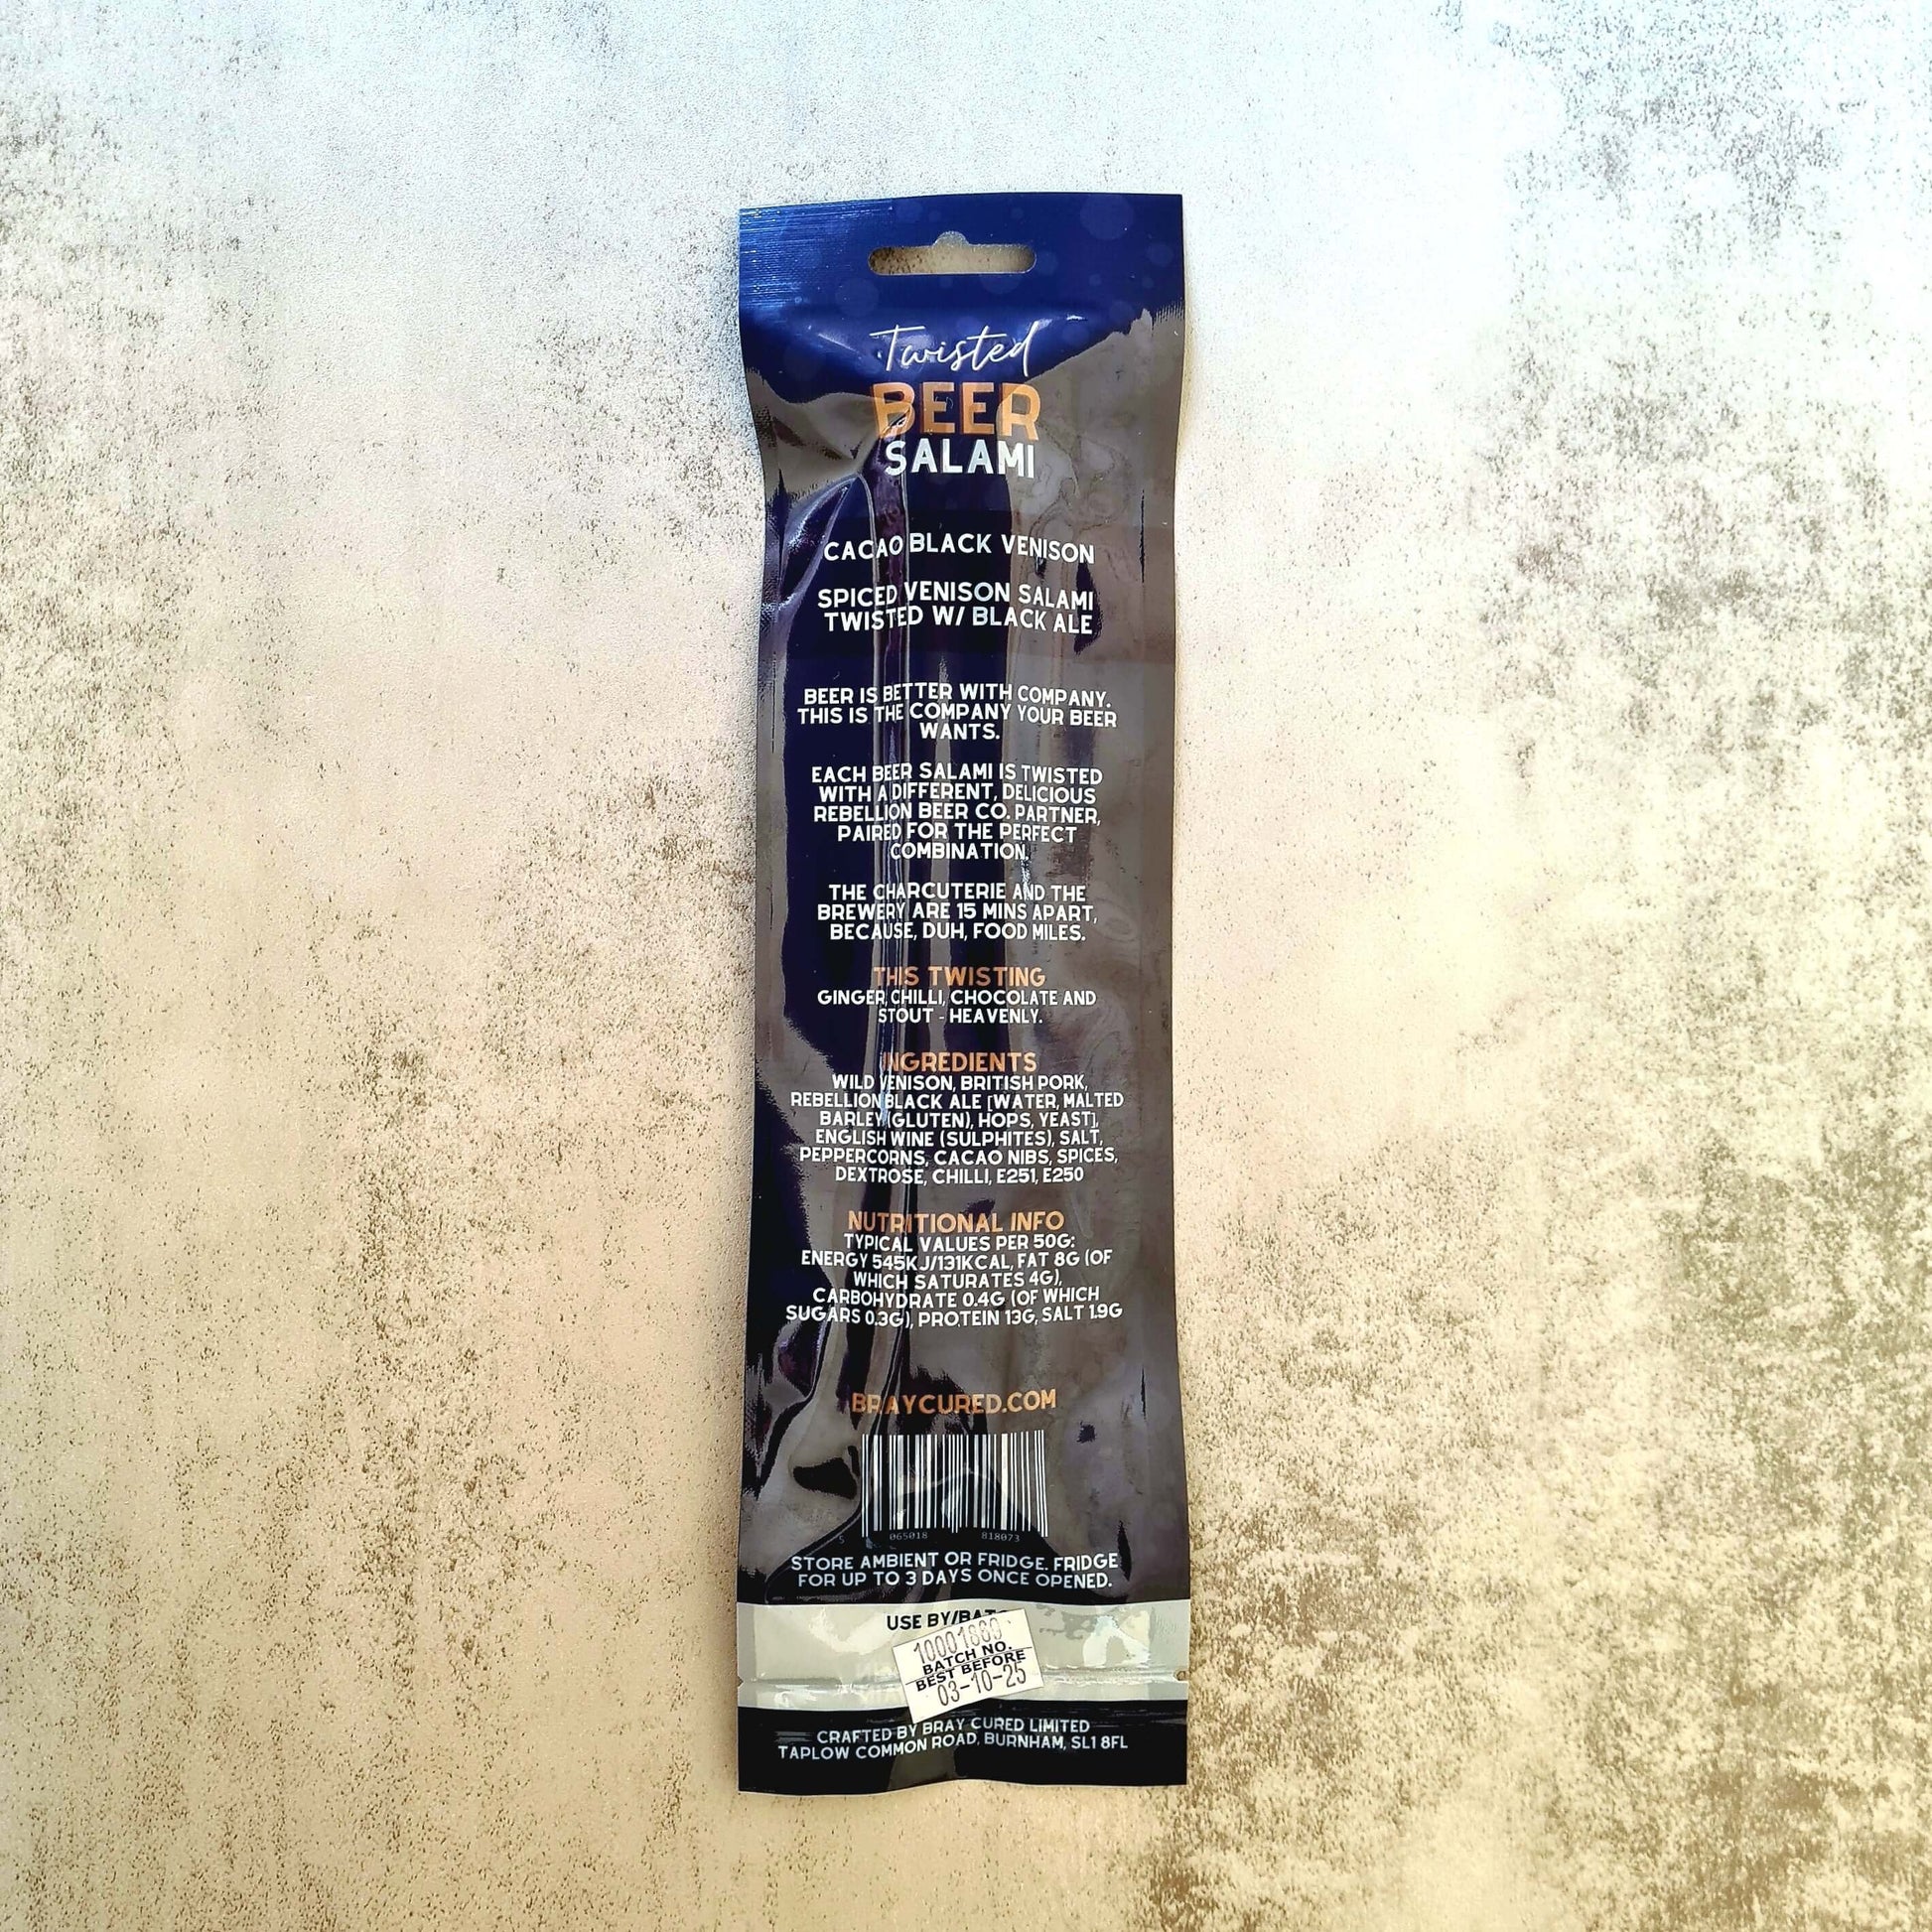 Twisted
BEER
SALAMI
CACAO BLACK VENISON
SPICED VENISON SALAMI
TWISTED W/ BLACK ALE
BEER IS BETTER WITH COMPANY.
THIS IS THE COMPANY YOUR BEER
WANTS.
EACH BEER SALAMI IS TWISTED
WITH A DIFFERENT, DELICIOUS
REBELLION BEER CO. PARTNER,
PAIRED FOR THE PERFECT
COMBINATION.
THE CHARCUTERIE AND THE
BREWERY ARE 15 MINS APART,
BECAUSE, DUH, FOOD MILES.
THIS TWISTING
GINGER, CHILLI, CHOCOLATE AND
STOUT - HEAVENLY.
INGREDIENTS
WILD VENISON, BRITISH PORK,
REBELLION BLACK ALE [WATER, MALTED
BARLEY (GLUTEN), HOPS, YEAST],
ENGLISH WINE (SULPHITES), SALT,
PEPPERCORNS, CACAO NIBS, SPICES,
DEXTROSE, CHILLI, E251, E250
NUTRITIONAL INFO
TYPICAL VALUES PER 50G:
ENERGY 545KJ/131KCAL, FAT 8G (OF
WHICH SATURATES 4G),
CARBOHYDRATE 0.4G (OF WHICH
SUGARS 0.3G), PROTEIN 13G, SALT 1.9G
BRAYCURED.COM
5 065018 818073
STORE AMBIENT OR FRIDGE. FRIDGE
FOR UP TO 3 DAYS ONCE OPENED.
USE BY/
BATCH NO.
BEST BEFORE
03-10-25
CRAFTED BY BRAY CURED LIMITED
TAPLOW COMMON ROAD, BURNHAM, SL1 8FL